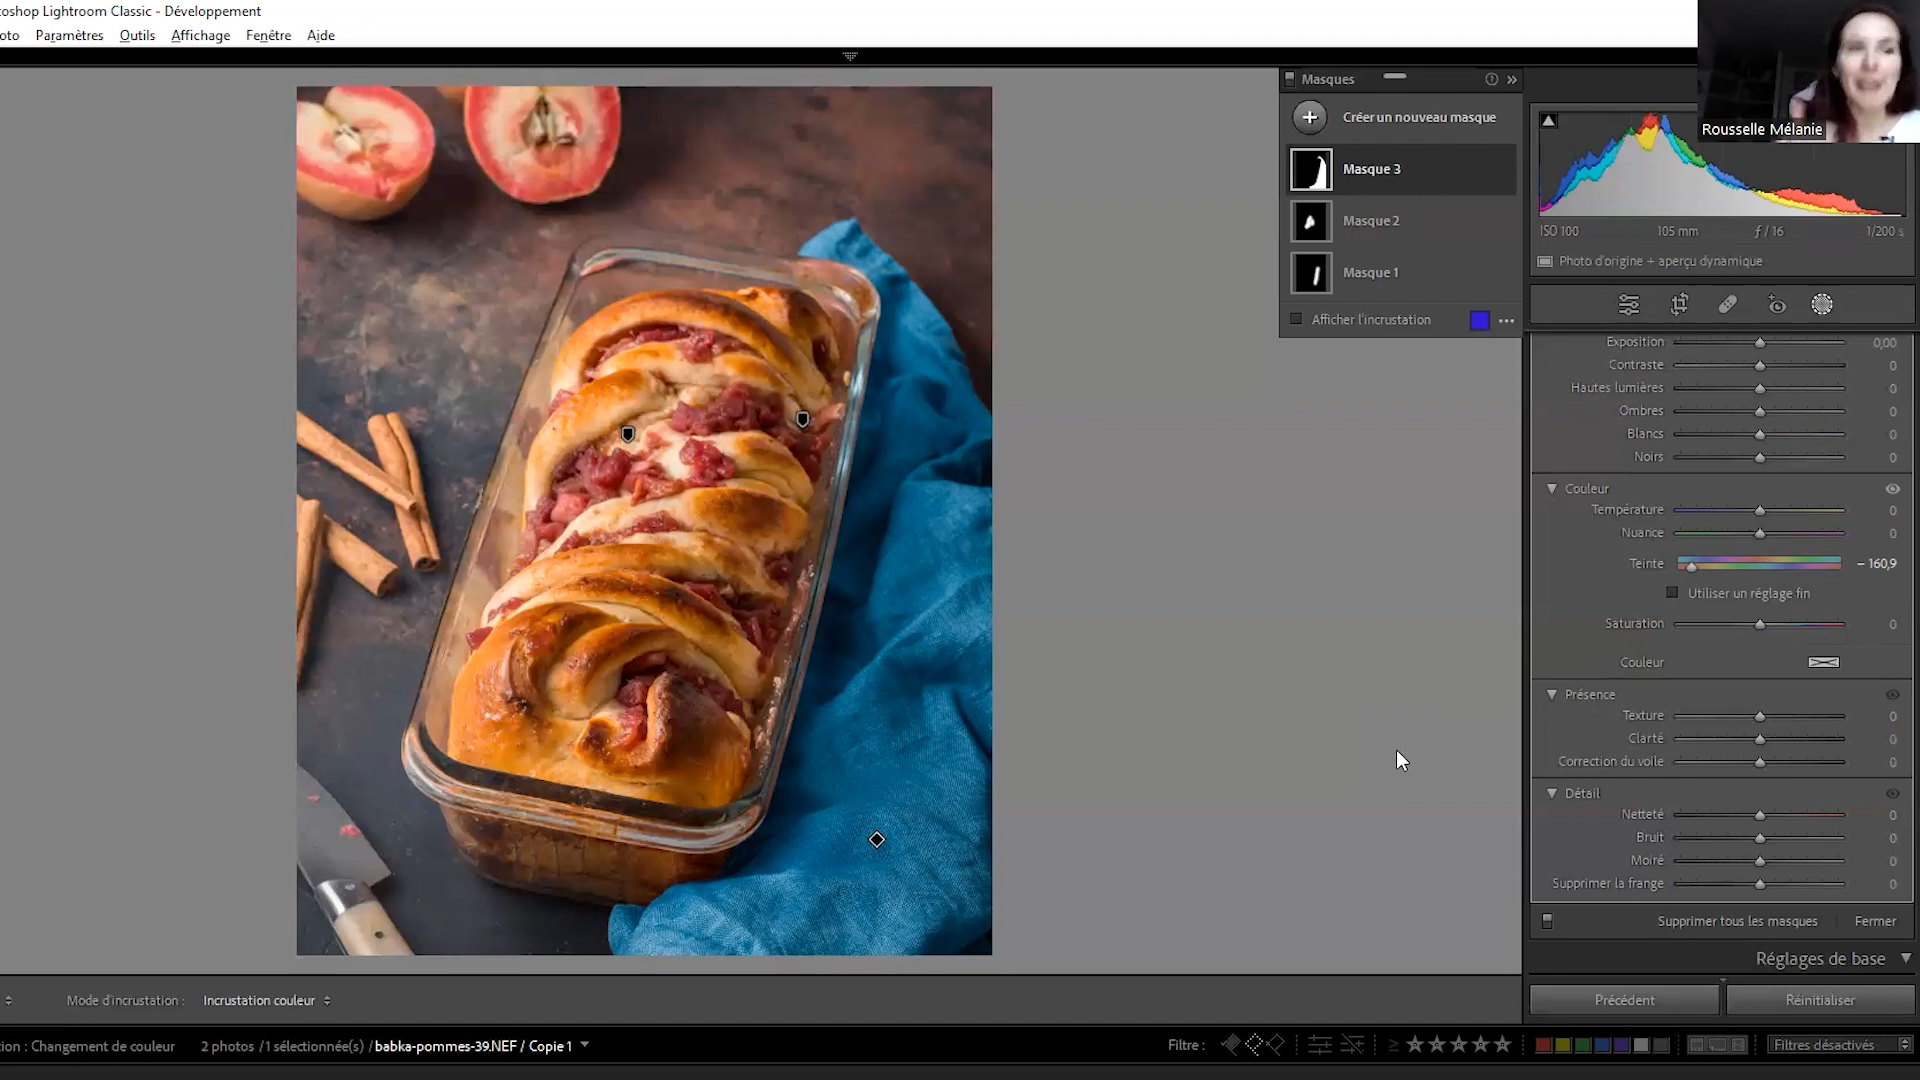 toshop Lightroom Classic - Développement
oto Paramètres Outils Affichage Fenêtre Aide
Masques
Créer un nouveau masque
Masque 3
Masque 2
Masque 1
Afficher l'incrustation
Rousselle Mélanie
ISO 100 105 mm ƒ / 16 1/200 s
Photo d'origine + aperçu dynamique
Exposition 0,00
Contraste 0
Hautes lumières 0
Ombres 0
Blancs 0
Noirs 0
Couleur
Température 0
Nuance 0
Teinte – 160,9
Utiliser un réglage fin
Saturation 0
Couleur
Présence
Texture 0
Clarté 0
Correction du voile 0
Détail
Netteté 0
Bruit 0
Moiré 0
Supprimer la frange 0
Supprimer tous les masques Fermer
Réglages de base
Précédent Réinitialiser
Mode d'incrustation : Incrustation couleur
tion : Changement de couleur 2 photos /1 sélectionnée(s) / babka-pommes-39.NEF / Copie 1
Filtre : ≥ Filtres désactivés